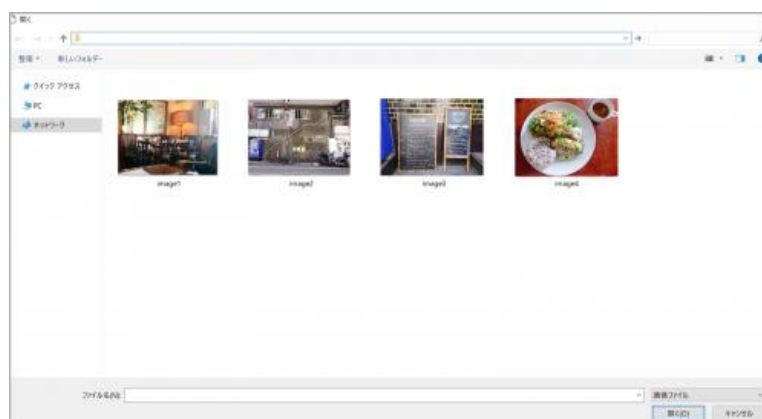 開く
整理
新しいフォルダー
クイック アクセス
PC
ネットワーク
image1
image2
image3
image4
ファイル名(N):
画像ファイル
開く(O)
キャンセル